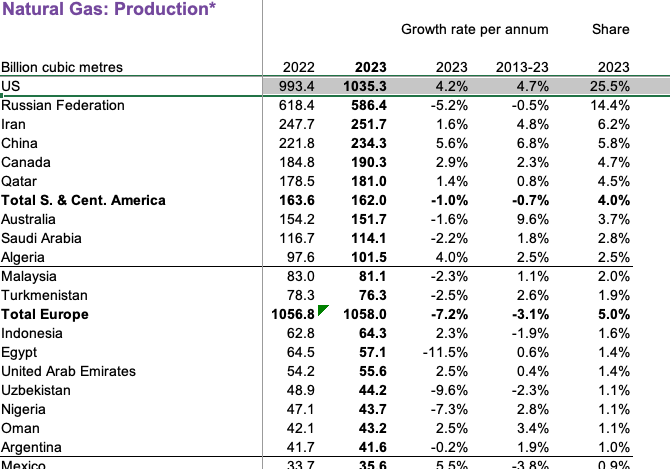 Natural Gas: Production*
Growth rate per annum Share
Billion cubic metres 2022 2023 2023 2013-23 2023
US 993.4 1035.3 4.2% 4.7% 25.5%
Russian Federation 618.4 586.4 -5.2% -0.5% 14.4%
Iran 247.7 251.7 1.6% 4.8% 6.2%
China 221.8 234.3 5.6% 6.8% 5.8%
Canada 184.8 190.3 2.9% 2.3% 4.7%
Qatar 178.5 181.0 1.4% 0.8% 4.5%
Total S. & Cent. America 163.6 162.0 -1.0% -0.7% 4.0%
Australia 154.2 151.7 -1.6% 9.6% 3.7%
Saudi Arabia 116.7 114.1 -2.2% 1.8% 2.8%
Algeria 97.6 101.5 4.0% 2.5% 2.5%
Malaysia 83.0 81.1 -2.3% 1.1% 2.0%
Turkmenistan 78.3 76.3 -2.5% 2.6% 1.9%
Total Europe 1056.8 1058.0 -7.2% -3.1% 5.0%
Indonesia 62.8 64.3 2.3% -1.9% 1.6%
Egypt 64.5 57.1 -11.5% 0.6% 1.4%
United Arab Emirates 54.2 55.6 2.5% 0.4% 1.4%
Uzbekistan 48.9 44.2 -9.6% -2.3% 1.1%
Nigeria 47.1 43.7 -7.3% 2.8% 1.1%
Oman 42.1 43.2 2.5% 3.4% 1.1%
Argentina 41.7 41.6 -0.2% 1.9% 1.0%
Mexico 33.7 35.6 5.5% -3.8% 0.9%